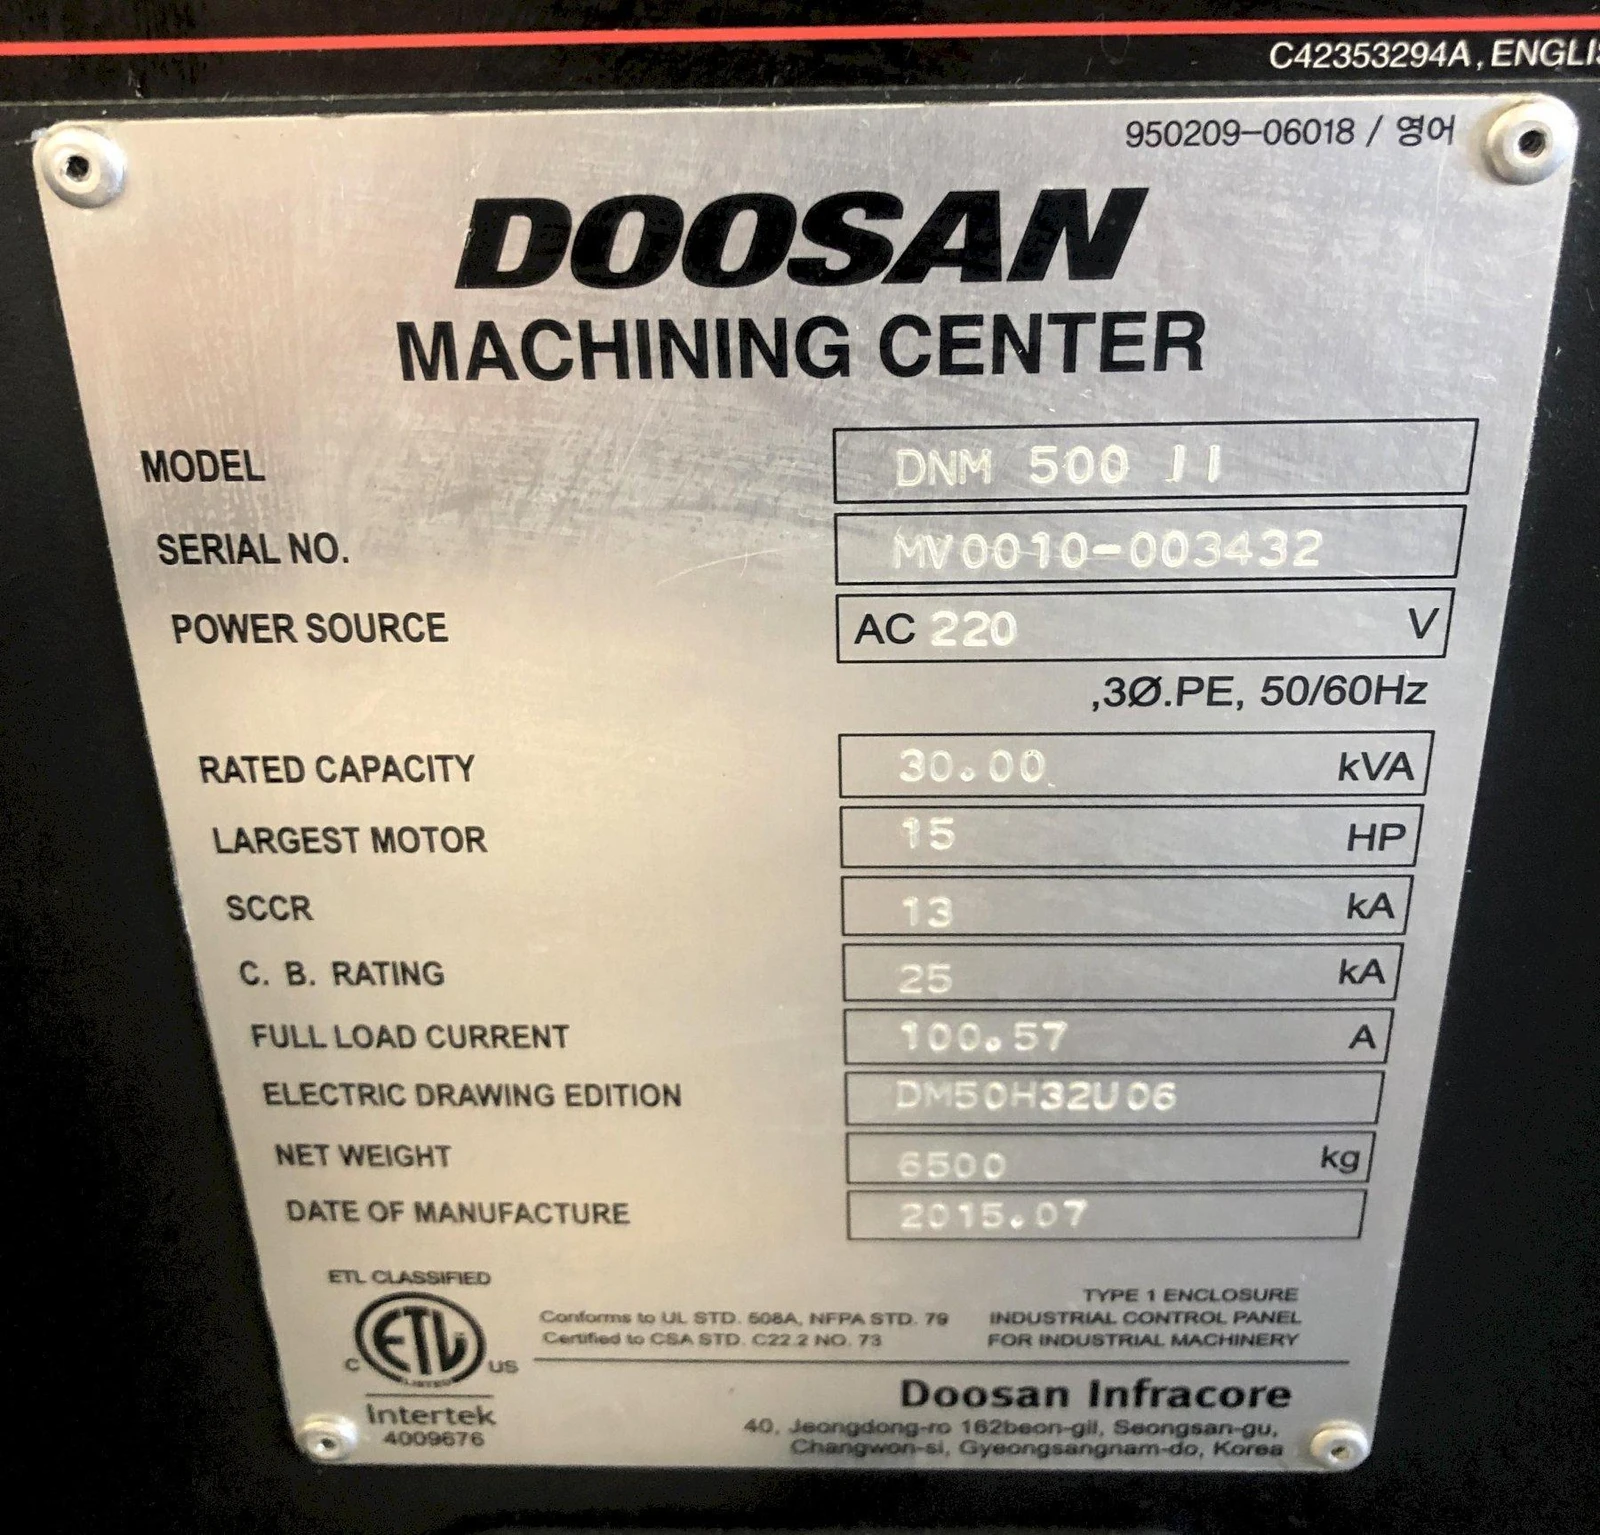 C42353294A, ENGLIS
950209-06018 / 영어
DOOSAN
MACHINING CENTER
MODEL DNM 500 II
SERIAL NO. MV0010-003432
POWER SOURCE AC 220 V
,3Ø.PE, 50/60Hz
RATED CAPACITY 30.00 kVA
LARGEST MOTOR 15 HP
SCCR 13 kA
C. B. RATING 25 kA
FULL LOAD CURRENT 100.57 A
ELECTRIC DRAWING EDITION DM50H32U06
NET WEIGHT 6500 kg
DATE OF MANUFACTURE 2015.07
ETL CLASSIFIED
ETL
LISTED
C US
Intertek
4009676
Conforms to UL STD. 508A, NFPA STD. 79
Certified to CSA STD. C22.2 NO. 73
TYPE 1 ENCLOSURE
INDUSTRIAL CONTROL PANEL
FOR INDUSTRIAL MACHINERY
Doosan Infracore
40, Jeongdong-ro 162beon-gil, Seongsan-gu,
Changwon-si, Gyeongsangnam-do, Korea